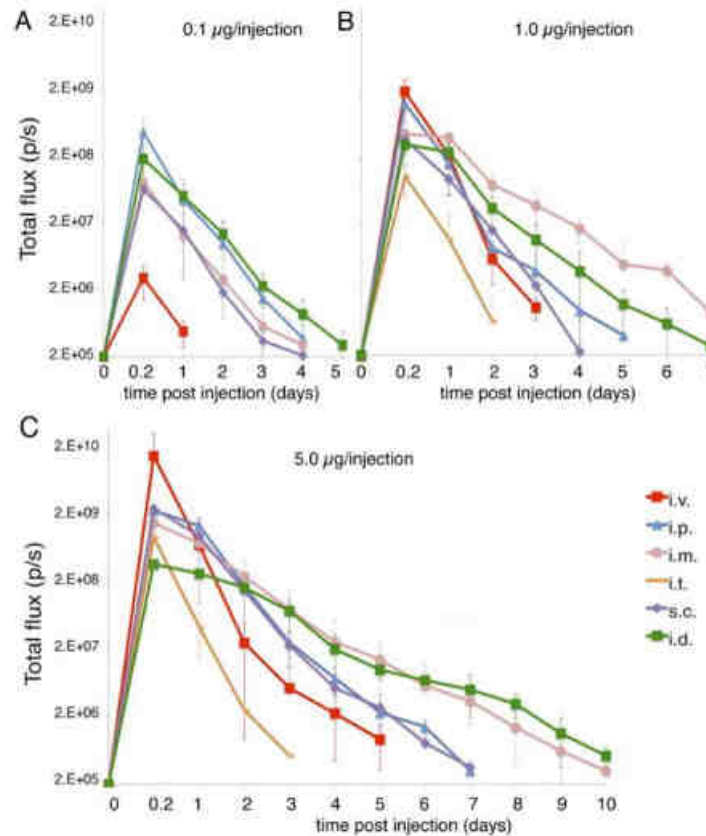 A
0.1 µg/injection
Total flux (p/s)
2.E+10
2.E+09
2.E+08
2.E+07
2.E+06
2.E+05
0 0.2 1 2 3 4 5
time post injection (days)
B
1.0 µg/injection
0 0.2 1 2 3 4 5 6
time post injection (days)
C
5.0 µg/injection
Total flux (p/s)
2.E+10
2.E+09
2.E+08
2.E+07
2.E+06
2.E+05
0 0.2 1 2 3 4 5 6 7 8 9 10
time post injection (days)
i.v.
i.p.
i.m.
i.t.
s.c.
i.d.